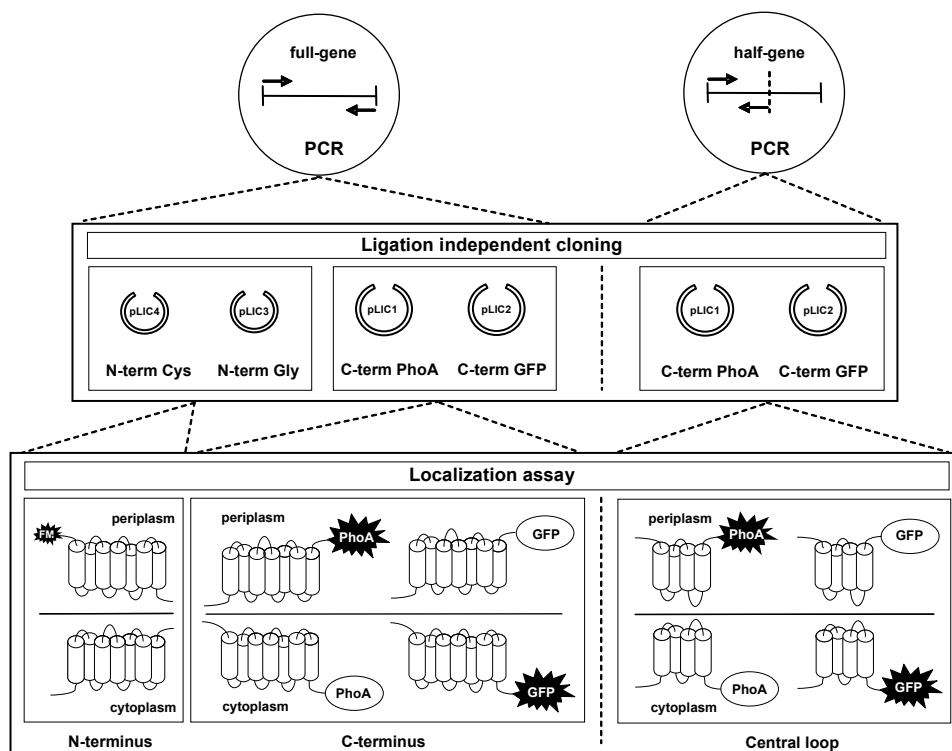 full-gene
PCR
half-gene
PCR
Ligation independent cloning
pLIC4
pLIC3
N-term Cys
N-term Gly
pLIC1
pLIC2
C-term PhoA
C-term GFP
pLIC1
pLIC2
C-term PhoA
C-term GFP
Localization assay
FM
periplasm
cytoplasm
N-terminus
periplasm
PhoA
GFP
cytoplasm
PhoA
GFP
C-terminus
periplasm
PhoA
GFP
cytoplasm
PhoA
GFP
Central loop